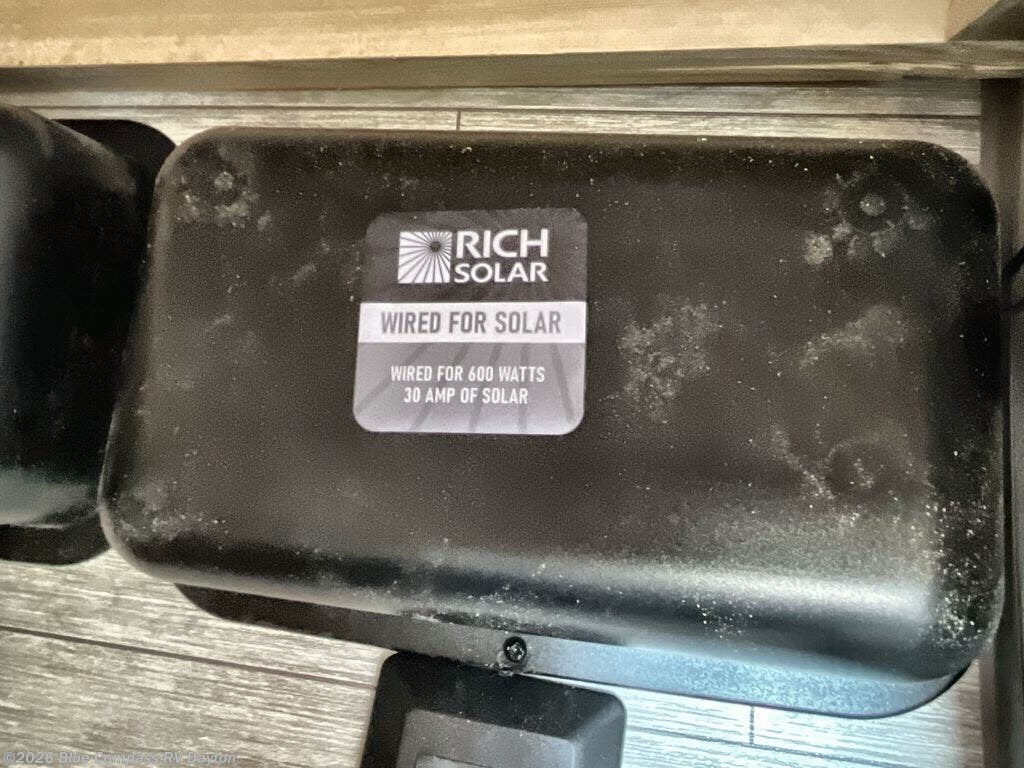 RICH
SOLAR
WIRED FOR SOLAR
WIRED FOR 600 WATTS
30 AMP OF SOLAR
©2026 Blue Compass RV Dayton